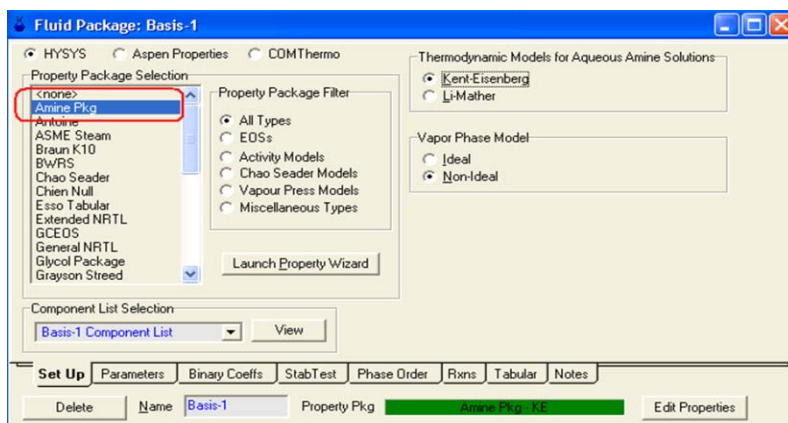 Fluid Package: Basis-1
HYSYS Aspen Properties COMThermo
Property Package Selection
<none>
Amine Pkg
Antoine
ASME Steam
Braun K10
BWRS
Chao Seader
Chien Null
Esso Tabular
Extended NRTL
GCEOS
General NRTL
Glycol Package
Grayson Streed
Property Package Filter
All Types
EOSs
Activity Models
Chao Seader Models
Vapour Press Models
Miscellaneous Types
Launch Property Wizard
Thermodynamic Models for Aqueous Amine Solutions
Kent-Eisenberg
Li-Mather
Vapor Phase Model
Ideal
Non-Ideal
Component List Selection
Basis-1 Component List View
Set Up Parameters Binary Coeffs StabTest Phase Order Rxns Tabular Notes
Delete Name Basis-1 Property Pkg Amine Pkg - KE Edit Properties